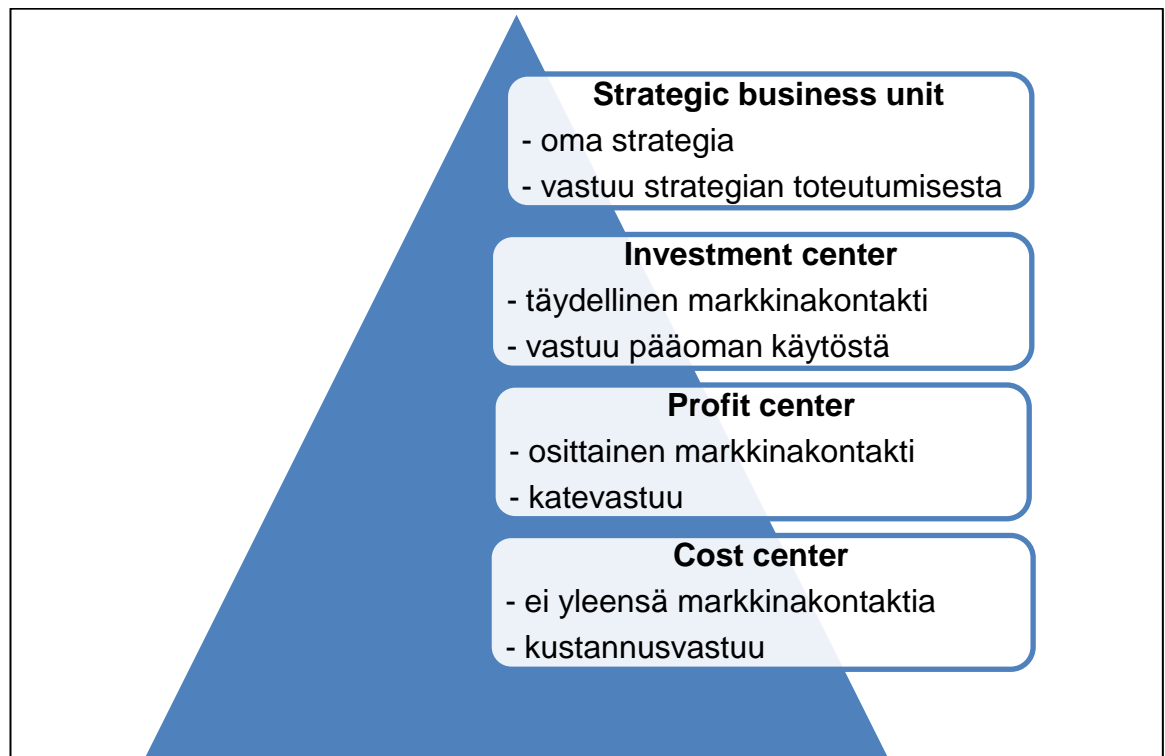 Strategic business unit
- oma strategia
- vastuu strategian toteutumisesta
Investment center
- täydellinen markkinakontakti
- vastuu pääoman käytöstä
Profit center
- osittainen markkinakontakti
- katevastuu
Cost center
- ei yleensä markkinakontaktia
- kustannusvastuu